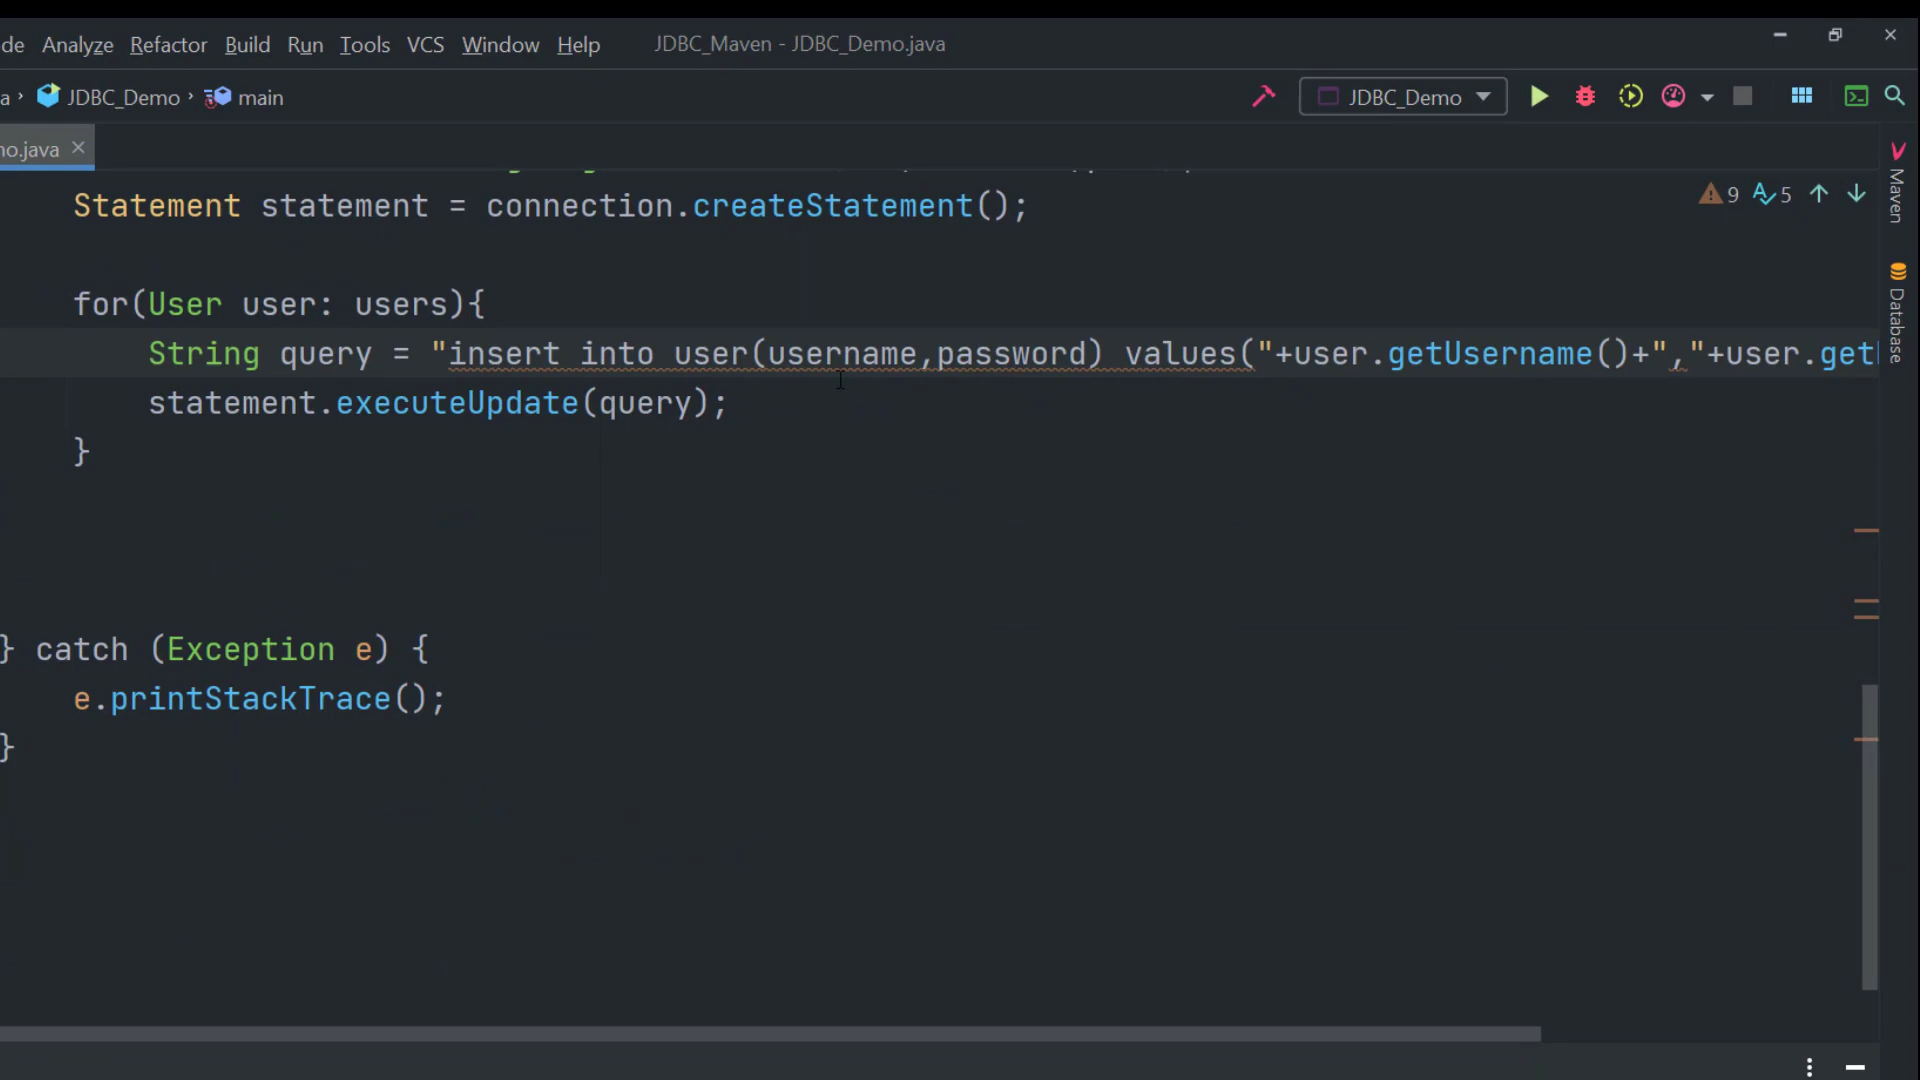 de Analyze Refactor Build Run Tools VCS Window Help JDBC_Maven - JDBC_Demo.java
a › JDBC_Demo › main JDBC_Demo
mo.java
Statement statement = connection.createStatement(); 9 5
for(User user: users){
String query = "insert into user(username,password) values("+user.getUsername()+","+user.get
statement.executeUpdate(query);
}
} catch (Exception e) {
e.printStackTrace();
}
Maven
Database